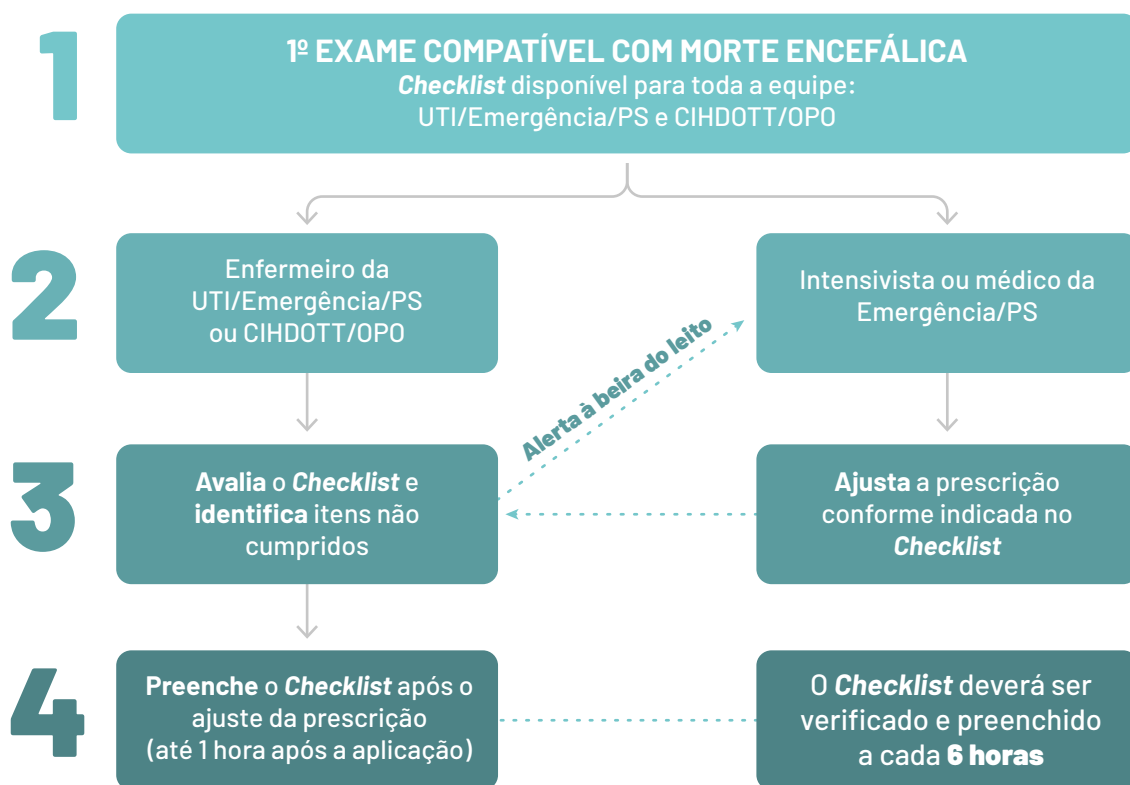 1
1º EXAME COMPATÍVEL COM MORTE ENCEFÁLICA
Checklist disponível para toda a equipe:
UTI/Emergência/PS e CIHDOTT/OPO
2
Enfermeiro da
UTI/Emergência/PS
ou CIHDOTT/OPO
Intensivista ou médico da
Emergência/PS
Alerta à beira do leito
3
Avalia o Checklist e
identifica itens não
cumpridos
Ajusta a prescrição
conforme indicada no
Checklist
4
Preenche o Checklist após o
ajuste da prescrição
(até 1 hora após a aplicação)
O Checklist deverá ser
verificado e preenchido
a cada 6 horas